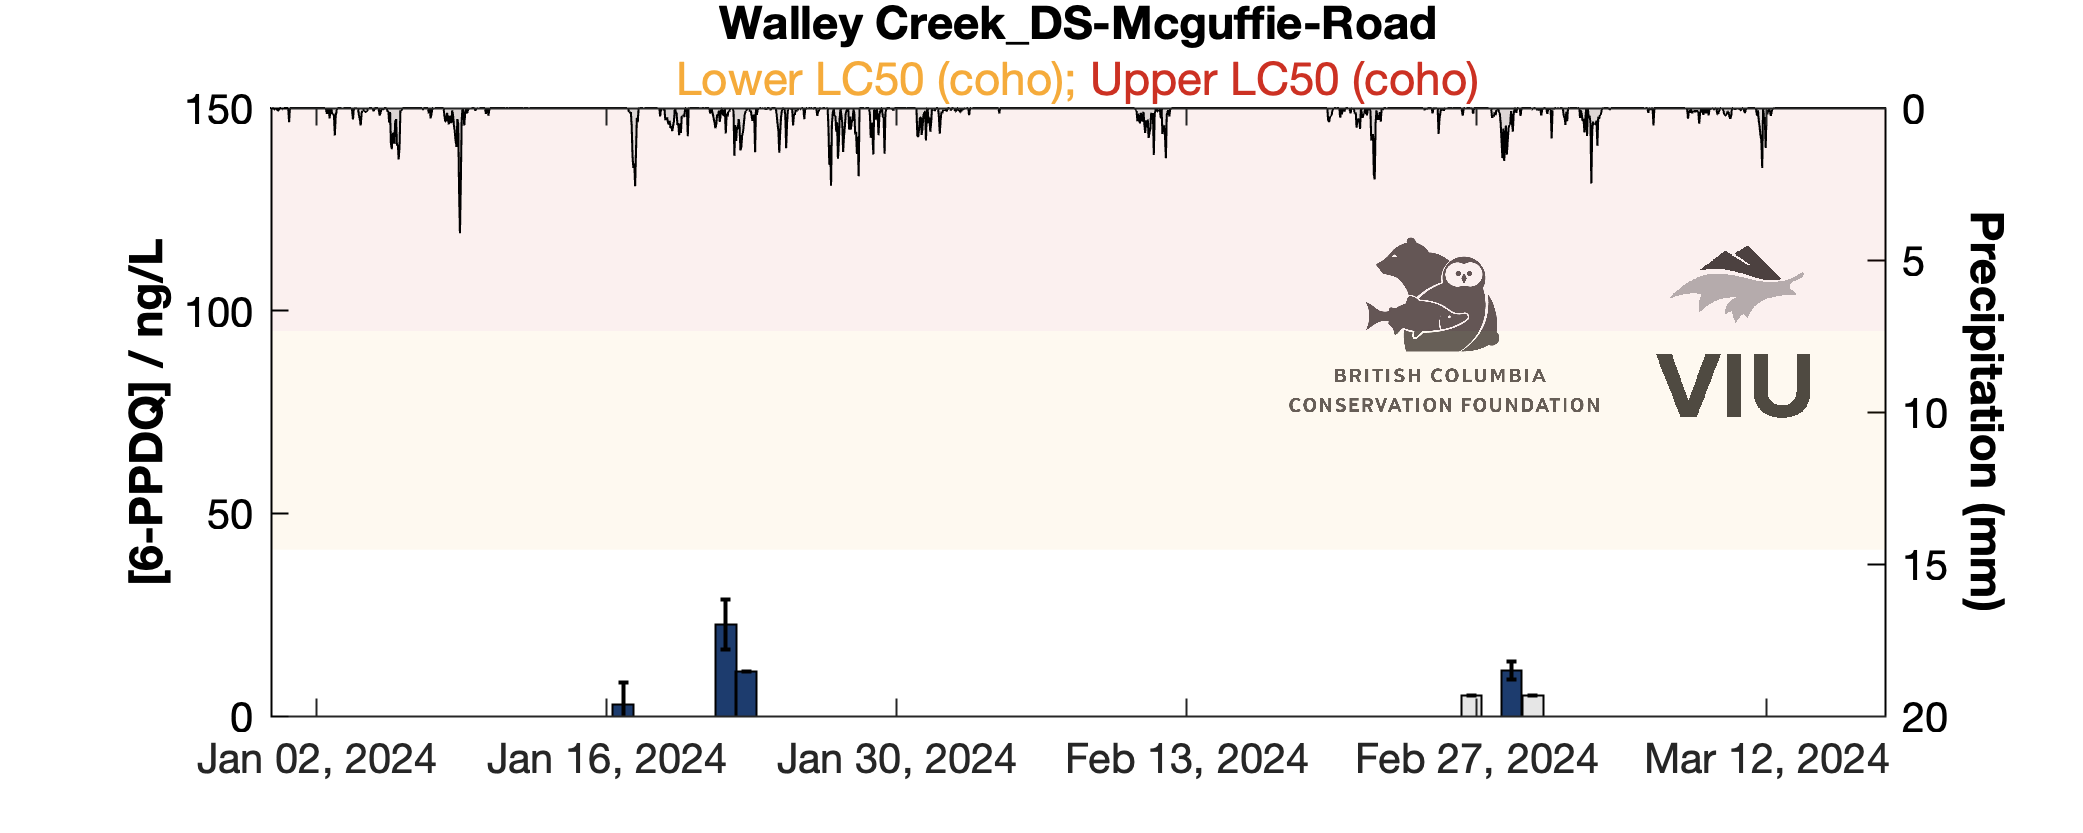 Walley Creek_DS-Mcguffie-Road
Lower LC50 (coho); Upper LC50 (coho)
[6-PPDQ] / ng/L
150
100
50
0
Precipitation (mm)
0
5
10
15
20
BRITISH COLUMBIA
CONSERVATION FOUNDATION
VIU
Jan 02, 2024
Jan 16, 2024
Jan 30, 2024
Feb 13, 2024
Feb 27, 2024
Mar 12, 2024